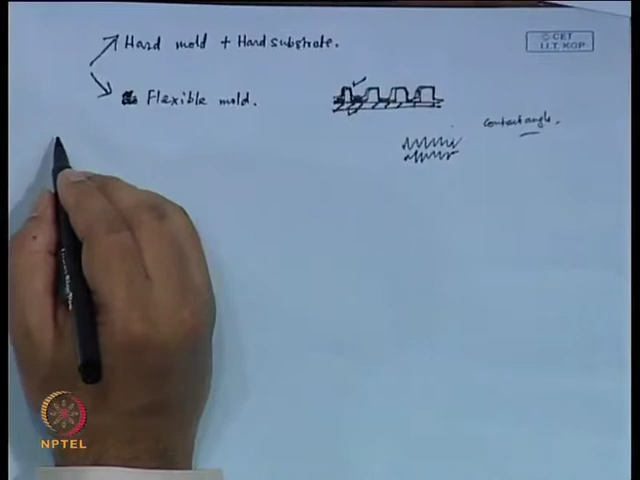 Hard mold + Hard substrate.
© CET
I.I.T. KGP
Flexible mold.
Contact angle.
NPTEL